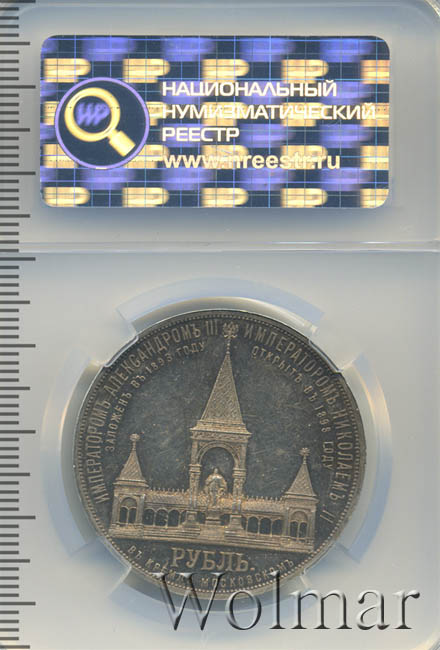 НАЦИОНАЛЬНЫЙ
НУМИЗМАТИЧЕСКИЙ
РЕЕСТР
www.nreestr.ru
ИМПЕРАТОРОМЪ АЛЕКСАНДРОМЪ III ИМПЕРАТОРОМЪ НИКОЛАЕМЪ II
ЗАЛОЖЕНЪ ВЪ 1893 ГОДУ ОТКРЫТЪ ВЪ 1898 ГОДУ
РУБЛЬ.
ВЪ КРЕМЛѢ МОСКОВСКОМЪ
Wolmar